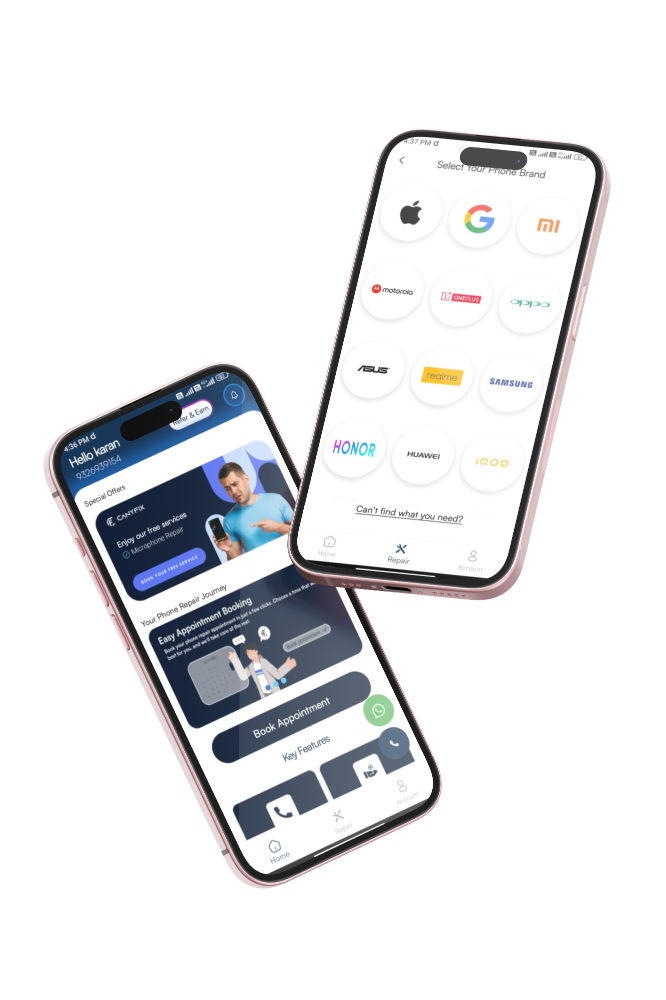 4:37 PM d
Select Your Phone Brand
mi
motorola
1+ ONEPLUS
oppo
ASUS
realme
SAMSUNG
HONOR
HUAWEI
iQOO
Can't find what you need?
Home
Repair
Account
4:36 PM d
Hello karan
9326939154
Refer & Earn
Special Offers
CANYFIX
Enjoy our free services
Microphone Repair
BOOK YOUR FREE SERVICE
Your Phone Repair Journey
Easy Appointment Booking
Book your phone repair appointment in just a few clicks. Choose a time that
best for you, and we'll take care of the rest.
Book appointment
Book Appointment
Key Features
Home
Repair
Account